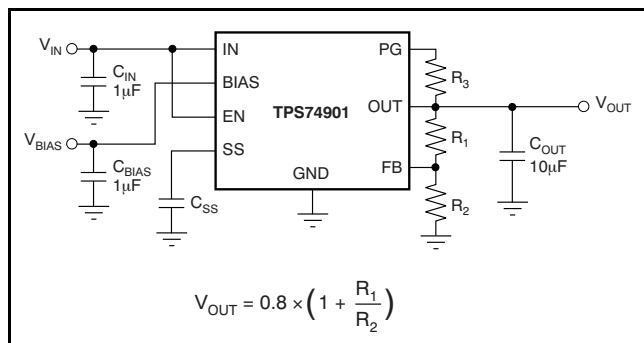 V_IN
IN
PG
C_IN
1μF
BIAS
R_3
EN
TPS74901
OUT
V_OUT
V_BIAS
R_1
SS
C_OUT
10μF
C_BIAS
1μF
GND
FB
C_SS
R_2
V_OUT = 0.8 × (1 + R_1/R_2)